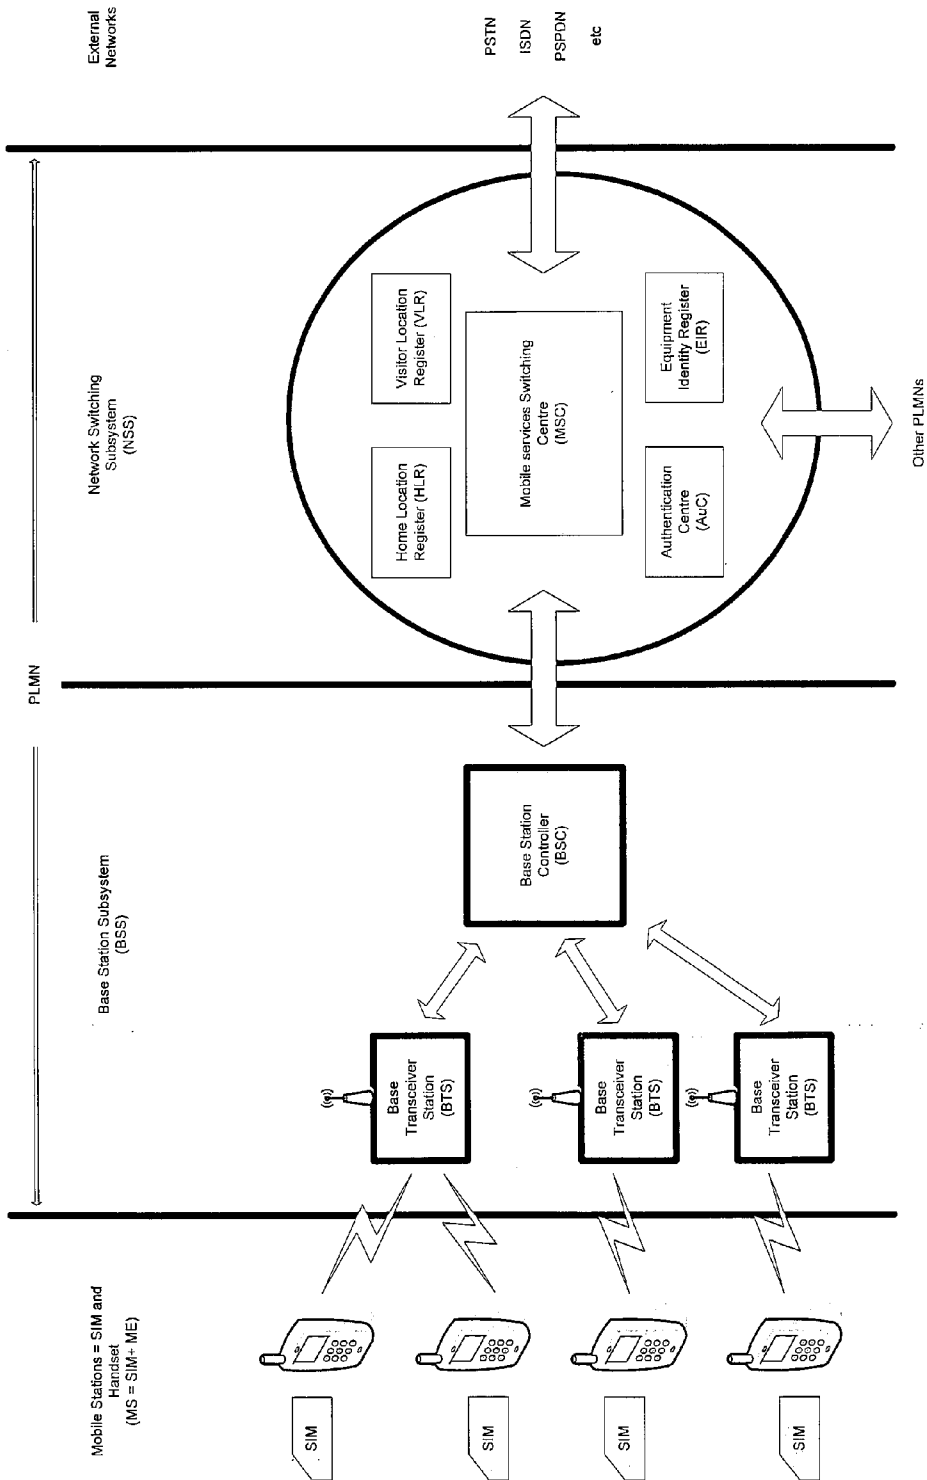 PLMN
Mobile Stations = SIM and
Handset
(MS = SIM+ ME)
Base Station Subsystem
(BSS)
Network Switching
Subsystem
(NSS)
External
Networks
SIM
SIM
SIM
SIM
Base
Transceiver
Station
(BTS)
Base
Transceiver
Station
(BTS)
Base
Transceiver
Station
(BTS)
Base Station
Controller
(BSC)
Home Location
Register (HLR)
Visitor Location
Register (VLR)
Mobile services Switching
Centre
(MSC)
Authentication
Centre
(AuC)
Equipment
Identity Register
(EIR)
PSTN
ISDN
PSPDN
etc
Other PLMNs